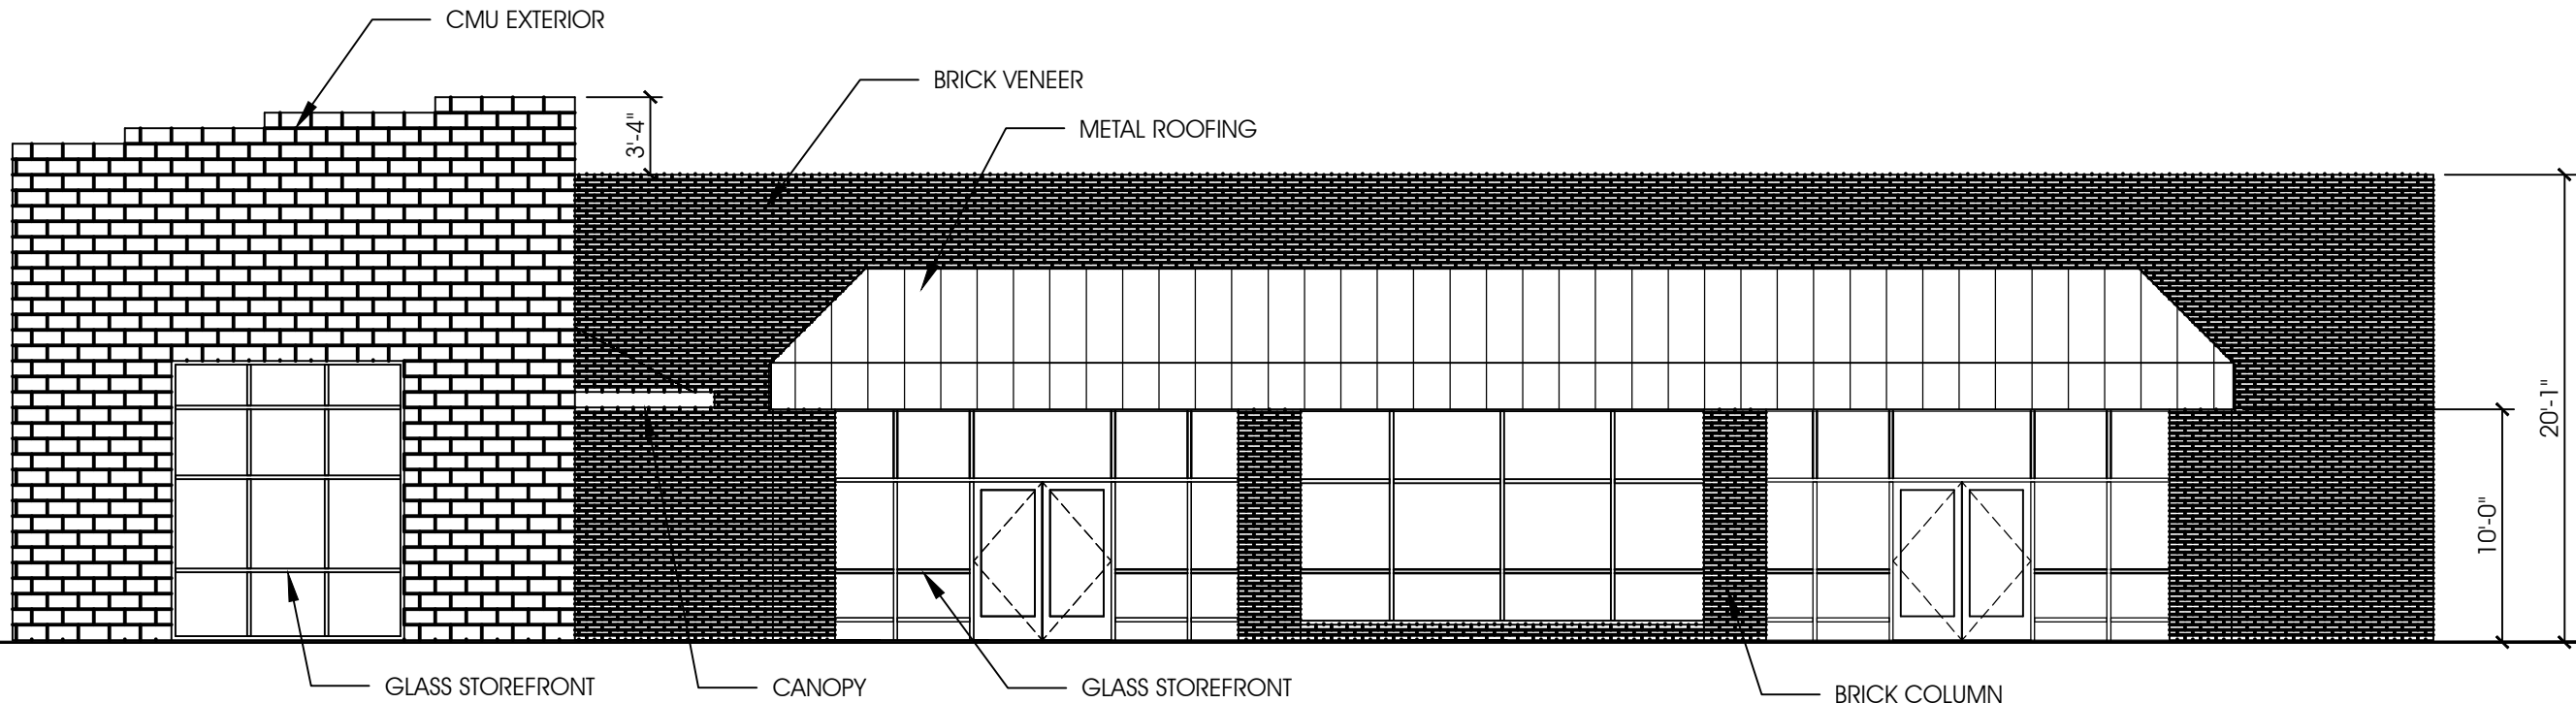 CMU EXTERIOR
BRICK VENEER
METAL ROOFING
3'-4"
20'-1"
10'-0"
GLASS STOREFRONT
CANOPY
GLASS STOREFRONT
BRICK COLUMN